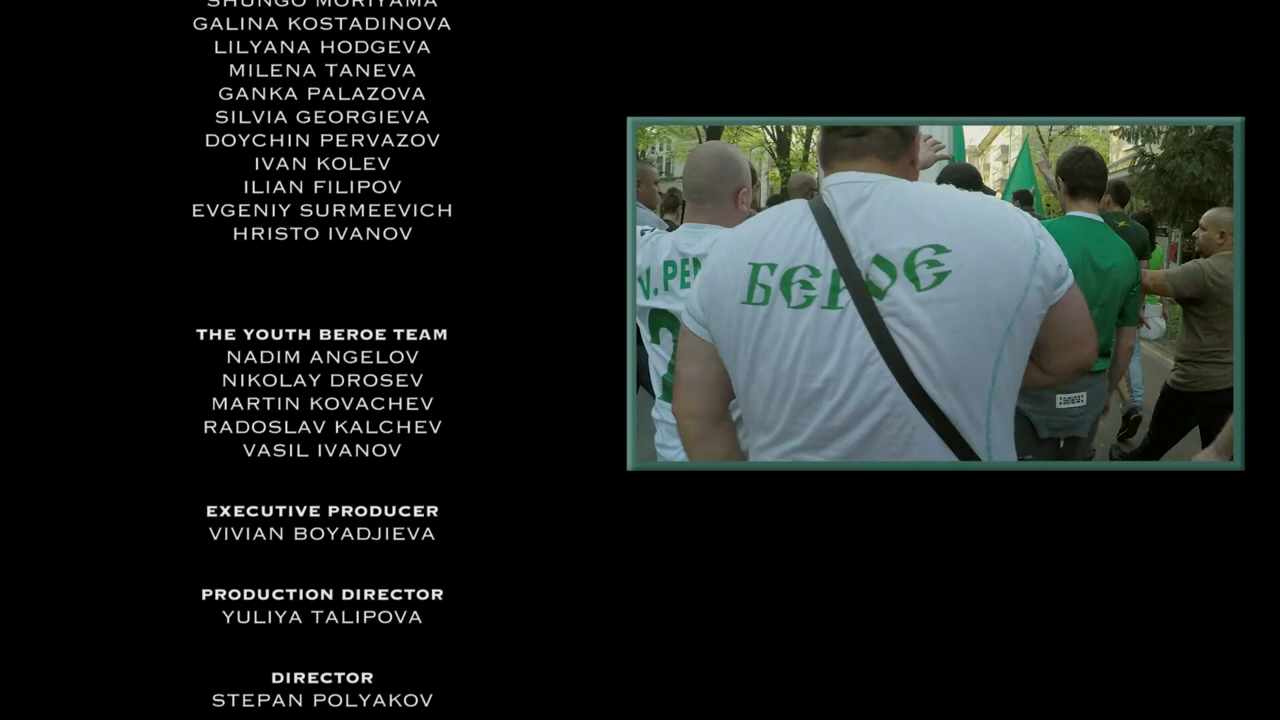 SHUNGO MORIYAMA
GALINA KOSTADINOVA
LILYANA HODGEVA
MILENA TANEVA
GANKA PALAZOVA
SILVIA GEORGIEVA
DOYCHIN PERVAZOV
IVAN KOLEV
ILIAN FILIPOV
EVGENIY SURMEEVICH
HRISTO IVANOV
THE YOUTH BEROE TEAM
NADIM ANGELOV
NIKOLAY DROSEV
MARTIN KOVACHEV
RADOSLAV KALCHEV
VASIL IVANOV
EXECUTIVE PRODUCER
VIVIAN BOYADJIEVA
PRODUCTION DIRECTOR
YULIYA TALIPOVA
DIRECTOR
STEPAN POLYAKOV
БЕРОЕ